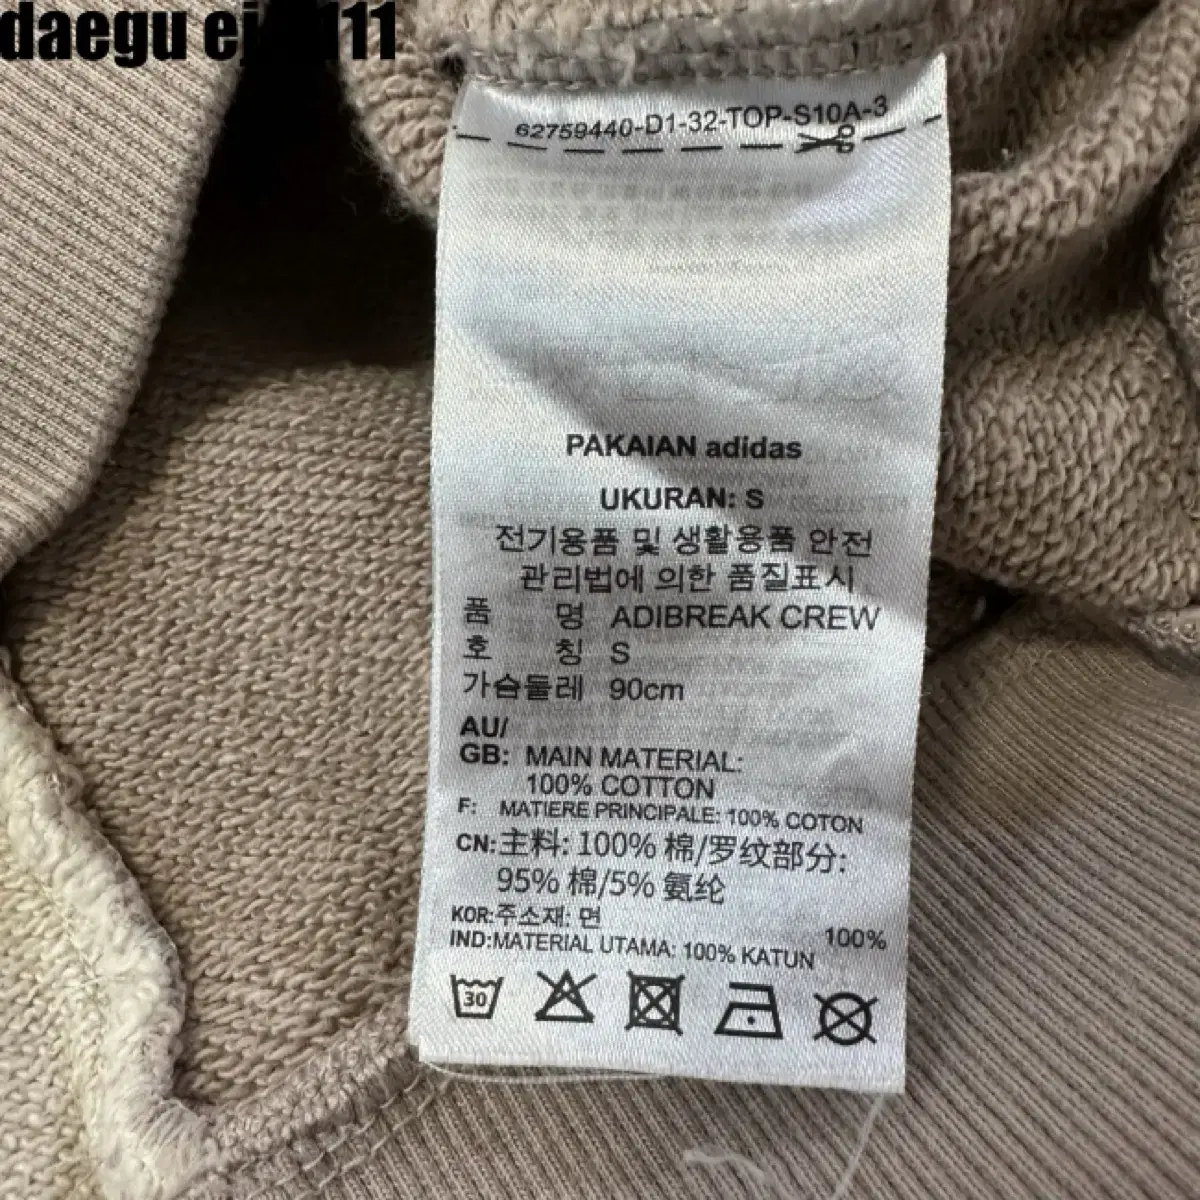 daegu ej
111
62759440-D1-32-TOP-S10A-3
PAKAIAN adidas
UKURAN: S
전기용품 및 생활용품 안전
관리법에 의한 품질표시
품 명 ADIBREAK CREW
호 칭 S
가슴둘레 90cm
AU/
GB: MAIN MATERIAL:
100% COTTON
F: MATIERE PRINCIPALE: 100% COTON
CN:主料: 100% 棉/罗纹部分:
95% 棉/5% 氨纶
KOR:주소재: 면 100%
IND:MATERIAL UTAMA: 100% KATUN
30